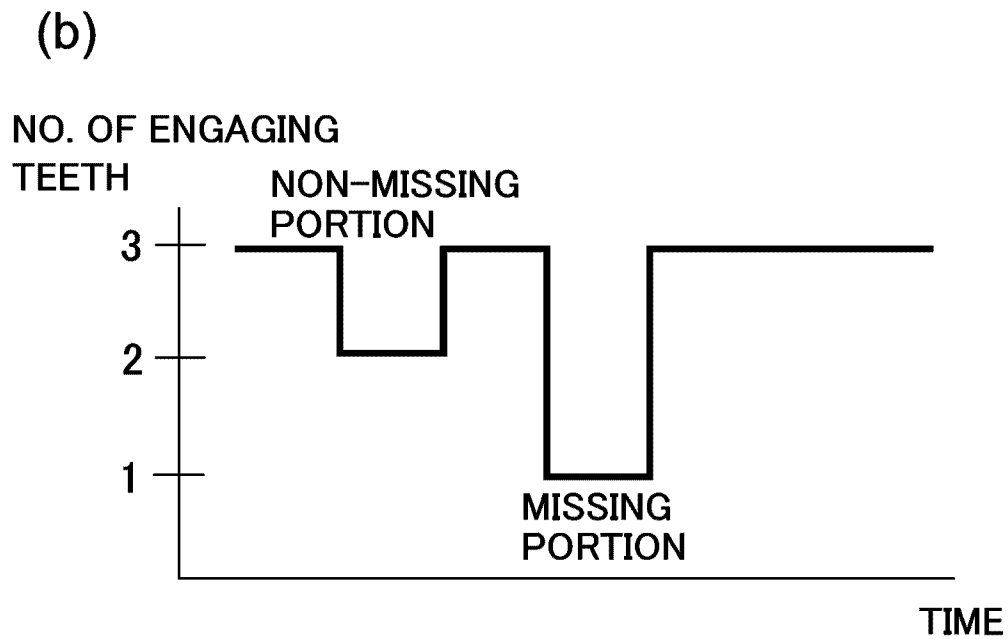 (b)
NO. OF ENGAGING
TEETH
NON-MISSING
PORTION
3
2
1
MISSING
PORTION
TIME